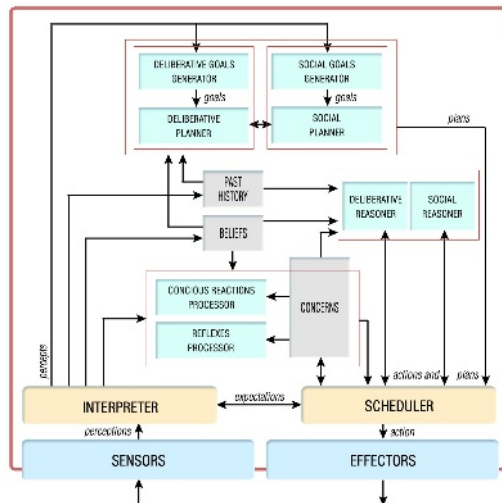 DELIBERATIVE GOALS
GENERATOR
SOCIAL GOALS
GENERATOR
goals
goals
DELIBERATIVE
PLANNER
SOCIAL
PLANNER
plans
PAST
HISTORY
DELIBERATIVE
REASONER
SOCIAL
REASONER
BELIEFS
CONCIOUS REACTIONS
PROCESSOR
CONCERNS
REFLEXES
PROCESSOR
percepts
actions and
plans
INTERPRETER
expectations
SCHEDULER
perceptions
action
SENSORS
EFFECTORS